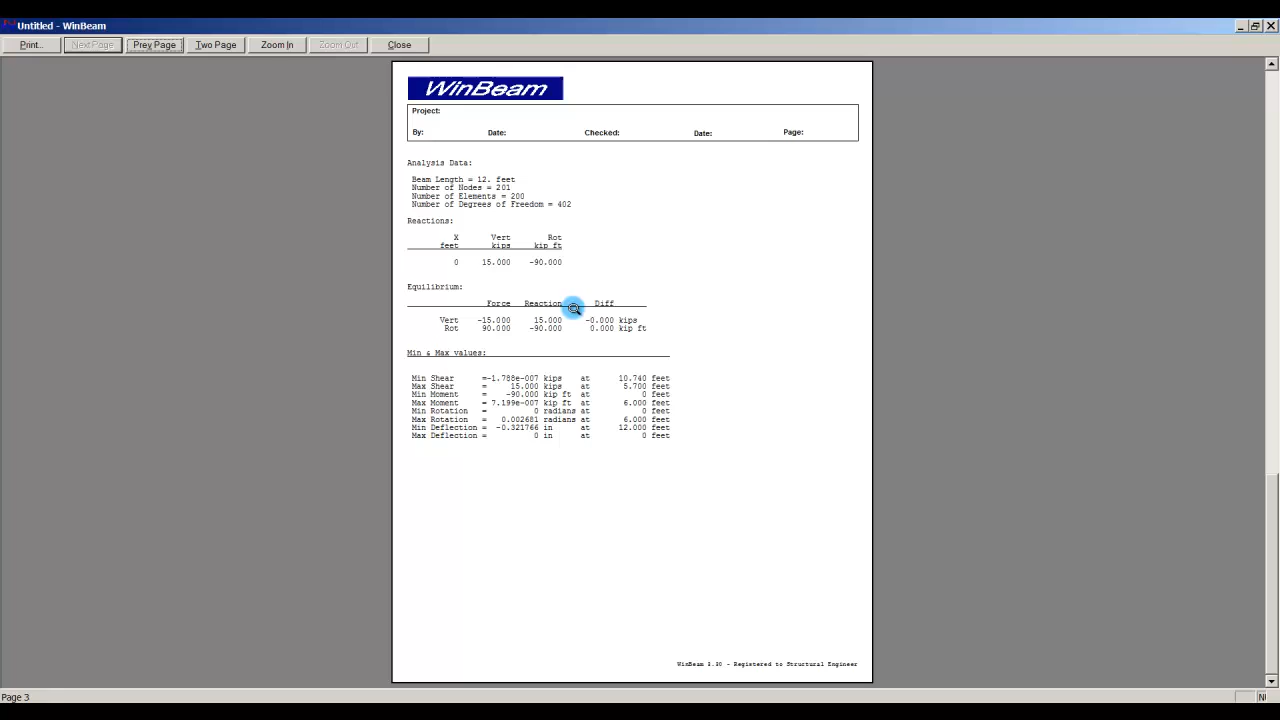 Untitled - WinBeam
Print... Next Page Prev Page Two Page Zoom In Zoom Out Close
WinBeam
Project:
By: Date: Checked: Date: Page:
Analysis Data:
Beam Length = 12. feet
Number of Nodes = 201
Number of Elements = 200
Number of Degrees of Freedom = 402
Reactions:
X Vert Rot
feet kips kip ft
0 15.000 -90.000
Equilibrium:
Force Reaction Diff
Vert -15.000 15.000 -0.000 kips
Rot 90.000 -90.000 0.000 kip ft
Min & Max values:
Min Shear =-1.788e-007 kips at 10.740 feet
Max Shear = 15.000 kips at 5.700 feet
Min Moment = -90.000 kip ft at 0 feet
Max Moment = 7.199e-007 kip ft at 6.000 feet
Min Rotation = 0 radians at 0 feet
Max Rotation = 0.002681 radians at 6.000 feet
Min Deflection = -0.321766 in at 12.000 feet
Max Deflection = 0 in at 0 feet
WinBeam 3.30 - Registered to Structural Engineer
Page 3